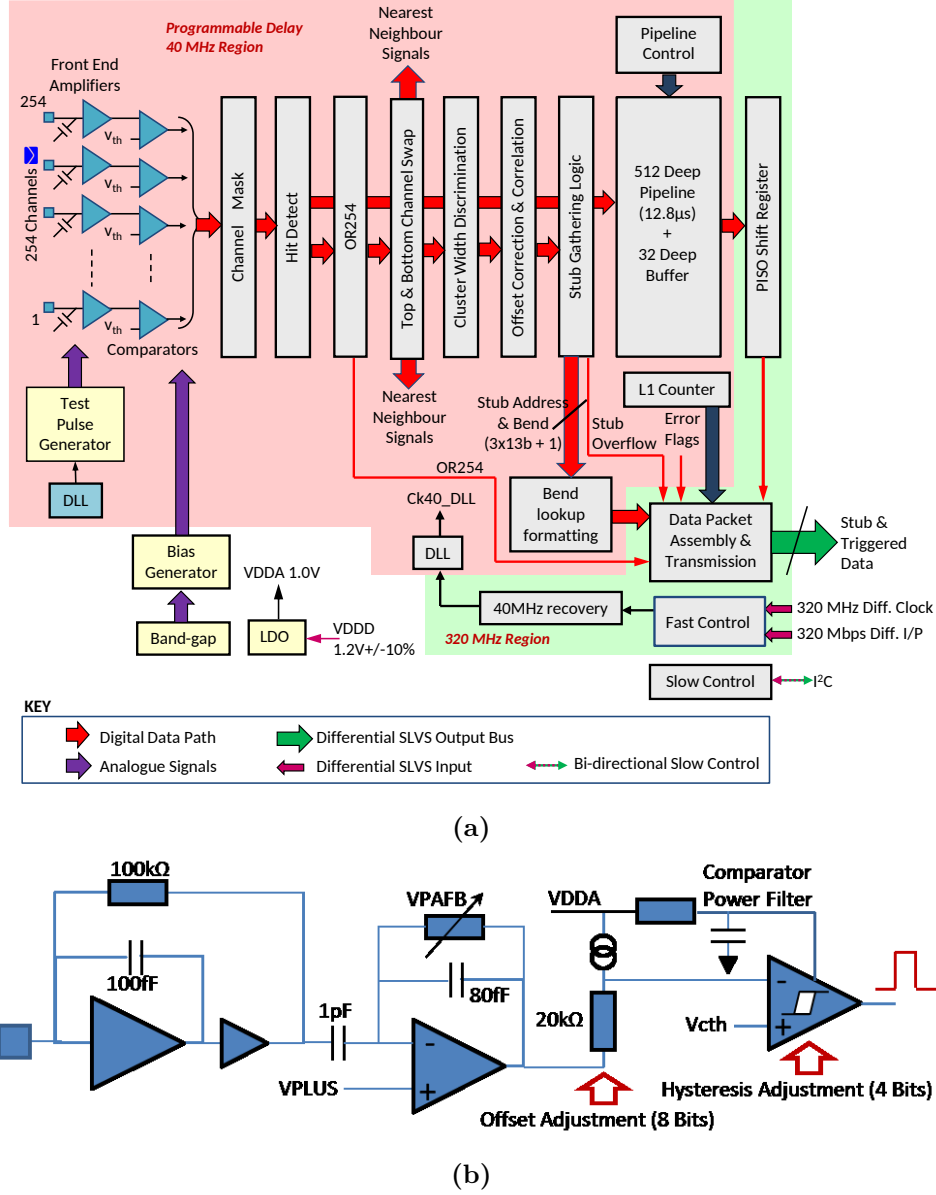 Programmable Delay
40 MHz Region
Nearest
Neighbour
Signals
Pipeline
Control
Front End
Amplifiers
254
254 Channels
1
Vth
Vth
Vth
Vth
Comparators
Channel Mask
Hit Detect
OR254
Top & Bottom Channel Swap
Cluster Width Discrimination
Offset Correction & Correlation
Stub Gathering Logic
512 Deep
Pipeline
(12.8µs)
+
32 Deep
Buffer
PISO Shift Register
Nearest
Neighbour
Signals
Test
Pulse
Generator
DLL
Stub Address
& Bend
(3x13b + 1)
Stub
Overflow
L1 Counter
Error
Flags
OR254
Ck40_DLL
DLL
Bend
lookup
formatting
Data Packet
Assembly &
Transmission
Stub &
Triggered
Data
Bias
Generator
Band-gap
VDDA 1.0V
LDO
VDDD
1.2V+/-10%
40MHz recovery
320 MHz Region
Fast Control
320 MHz Diff. Clock
320 Mbps Diff. I/P
Slow Control
I²C
KEY
Digital Data Path
Differential SLVS Output Bus
Analogue Signals
Differential SLVS Input
Bi-directional Slow Control
(a)
100kΩ
100fF
1pF
VPLUS
-
+
VPAFB
80fF
VDDA
20kΩ
Offset Adjustment (8 Bits)
Comparator
Power Filter
-
Vcth
+
Hysteresis Adjustment (4 Bits)
(b)